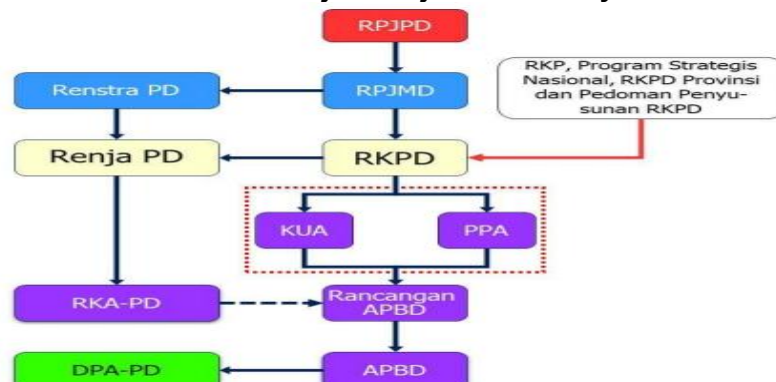 RPJPD
Renstra PD
RPJMD
RKP, Program Strategis
Nasional, RKPD Provinsi
dan Pedoman Penyu-
sunan RKPD
Renja PD
RKPD
KUA
PPA
RKA-PD
Rancangan
APBD
DPA-PD
APBD